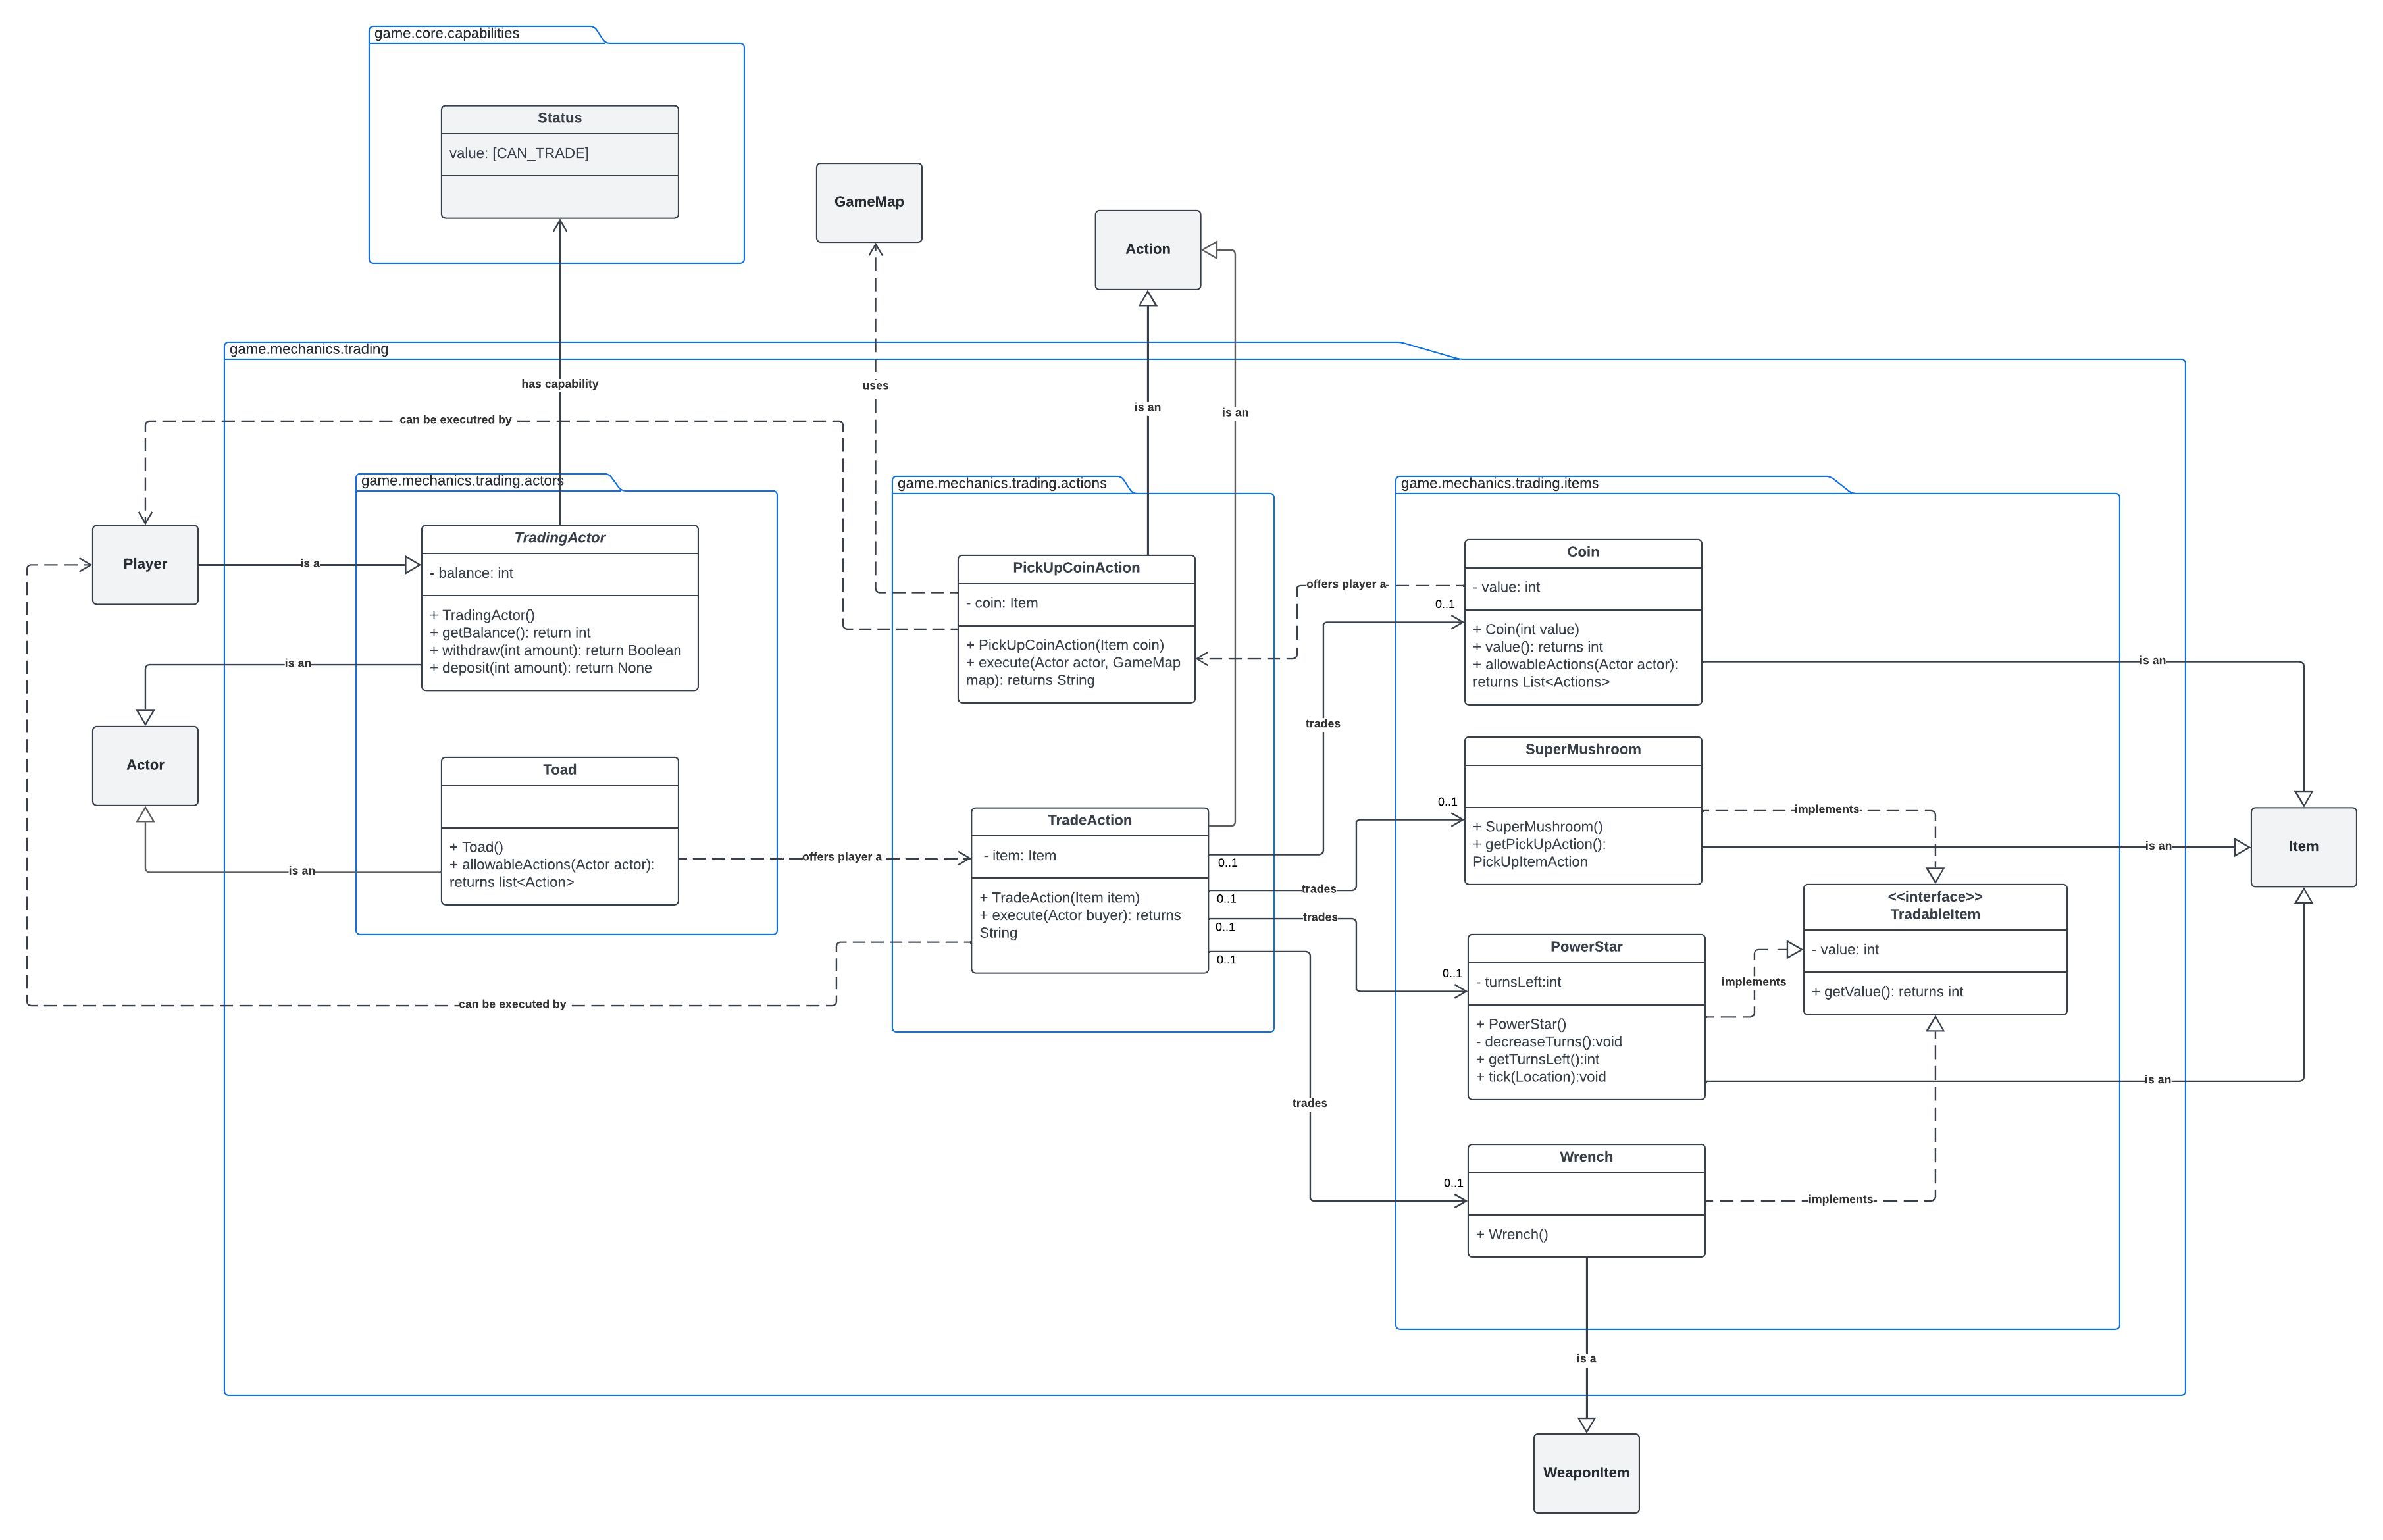 game.core.capabilities
Status
value: [CAN_TRADE]
GameMap
Action
game.mechanics.trading
has capability
uses
is an
is an
can be executred by
game.mechanics.trading.actors
game.mechanics.trading.actions
game.mechanics.trading.items
Player
is a
TradingActor
- balance: int
+ TradingActor()
+ getBalance(): return int
+ withdraw(int amount): return Boolean
+ deposit(int amount): return None
is an
Actor
is an
Toad
+ Toad()
+ allowableActions(Actor actor):
returns list<Action>
offers player a
can be executed by
PickUpCoinAction
- coin: Item
+ PickUpCoinAction(Item coin)
+ execute(Actor actor, GameMap
map): returns String
offers player a
TradeAction
- item: Item
+ TradeAction(Item item)
+ execute(Actor buyer): returns
String
0..1
0..1
0..1
0..1
trades
trades
trades
trades
0..1
0..1
0..1
0..1
Coin
- value: int
+ Coin(int value)
+ value(): returns int
+ allowableActions(Actor actor):
returns List<Actions>
is an
SuperMushroom
+ SuperMushroom()
+ getPickUpAction():
PickUpItemAction
implements
is an
Item
<<interface>>
TradableItem
- value: int
+ getValue(): returns int
PowerStar
- turnsLeft:int
+ PowerStar()
- decreaseTurns():void
+ getTurnsLeft():int
+ tick(Location):void
implements
is an
Wrench
+ Wrench()
implements
is a
WeaponItem